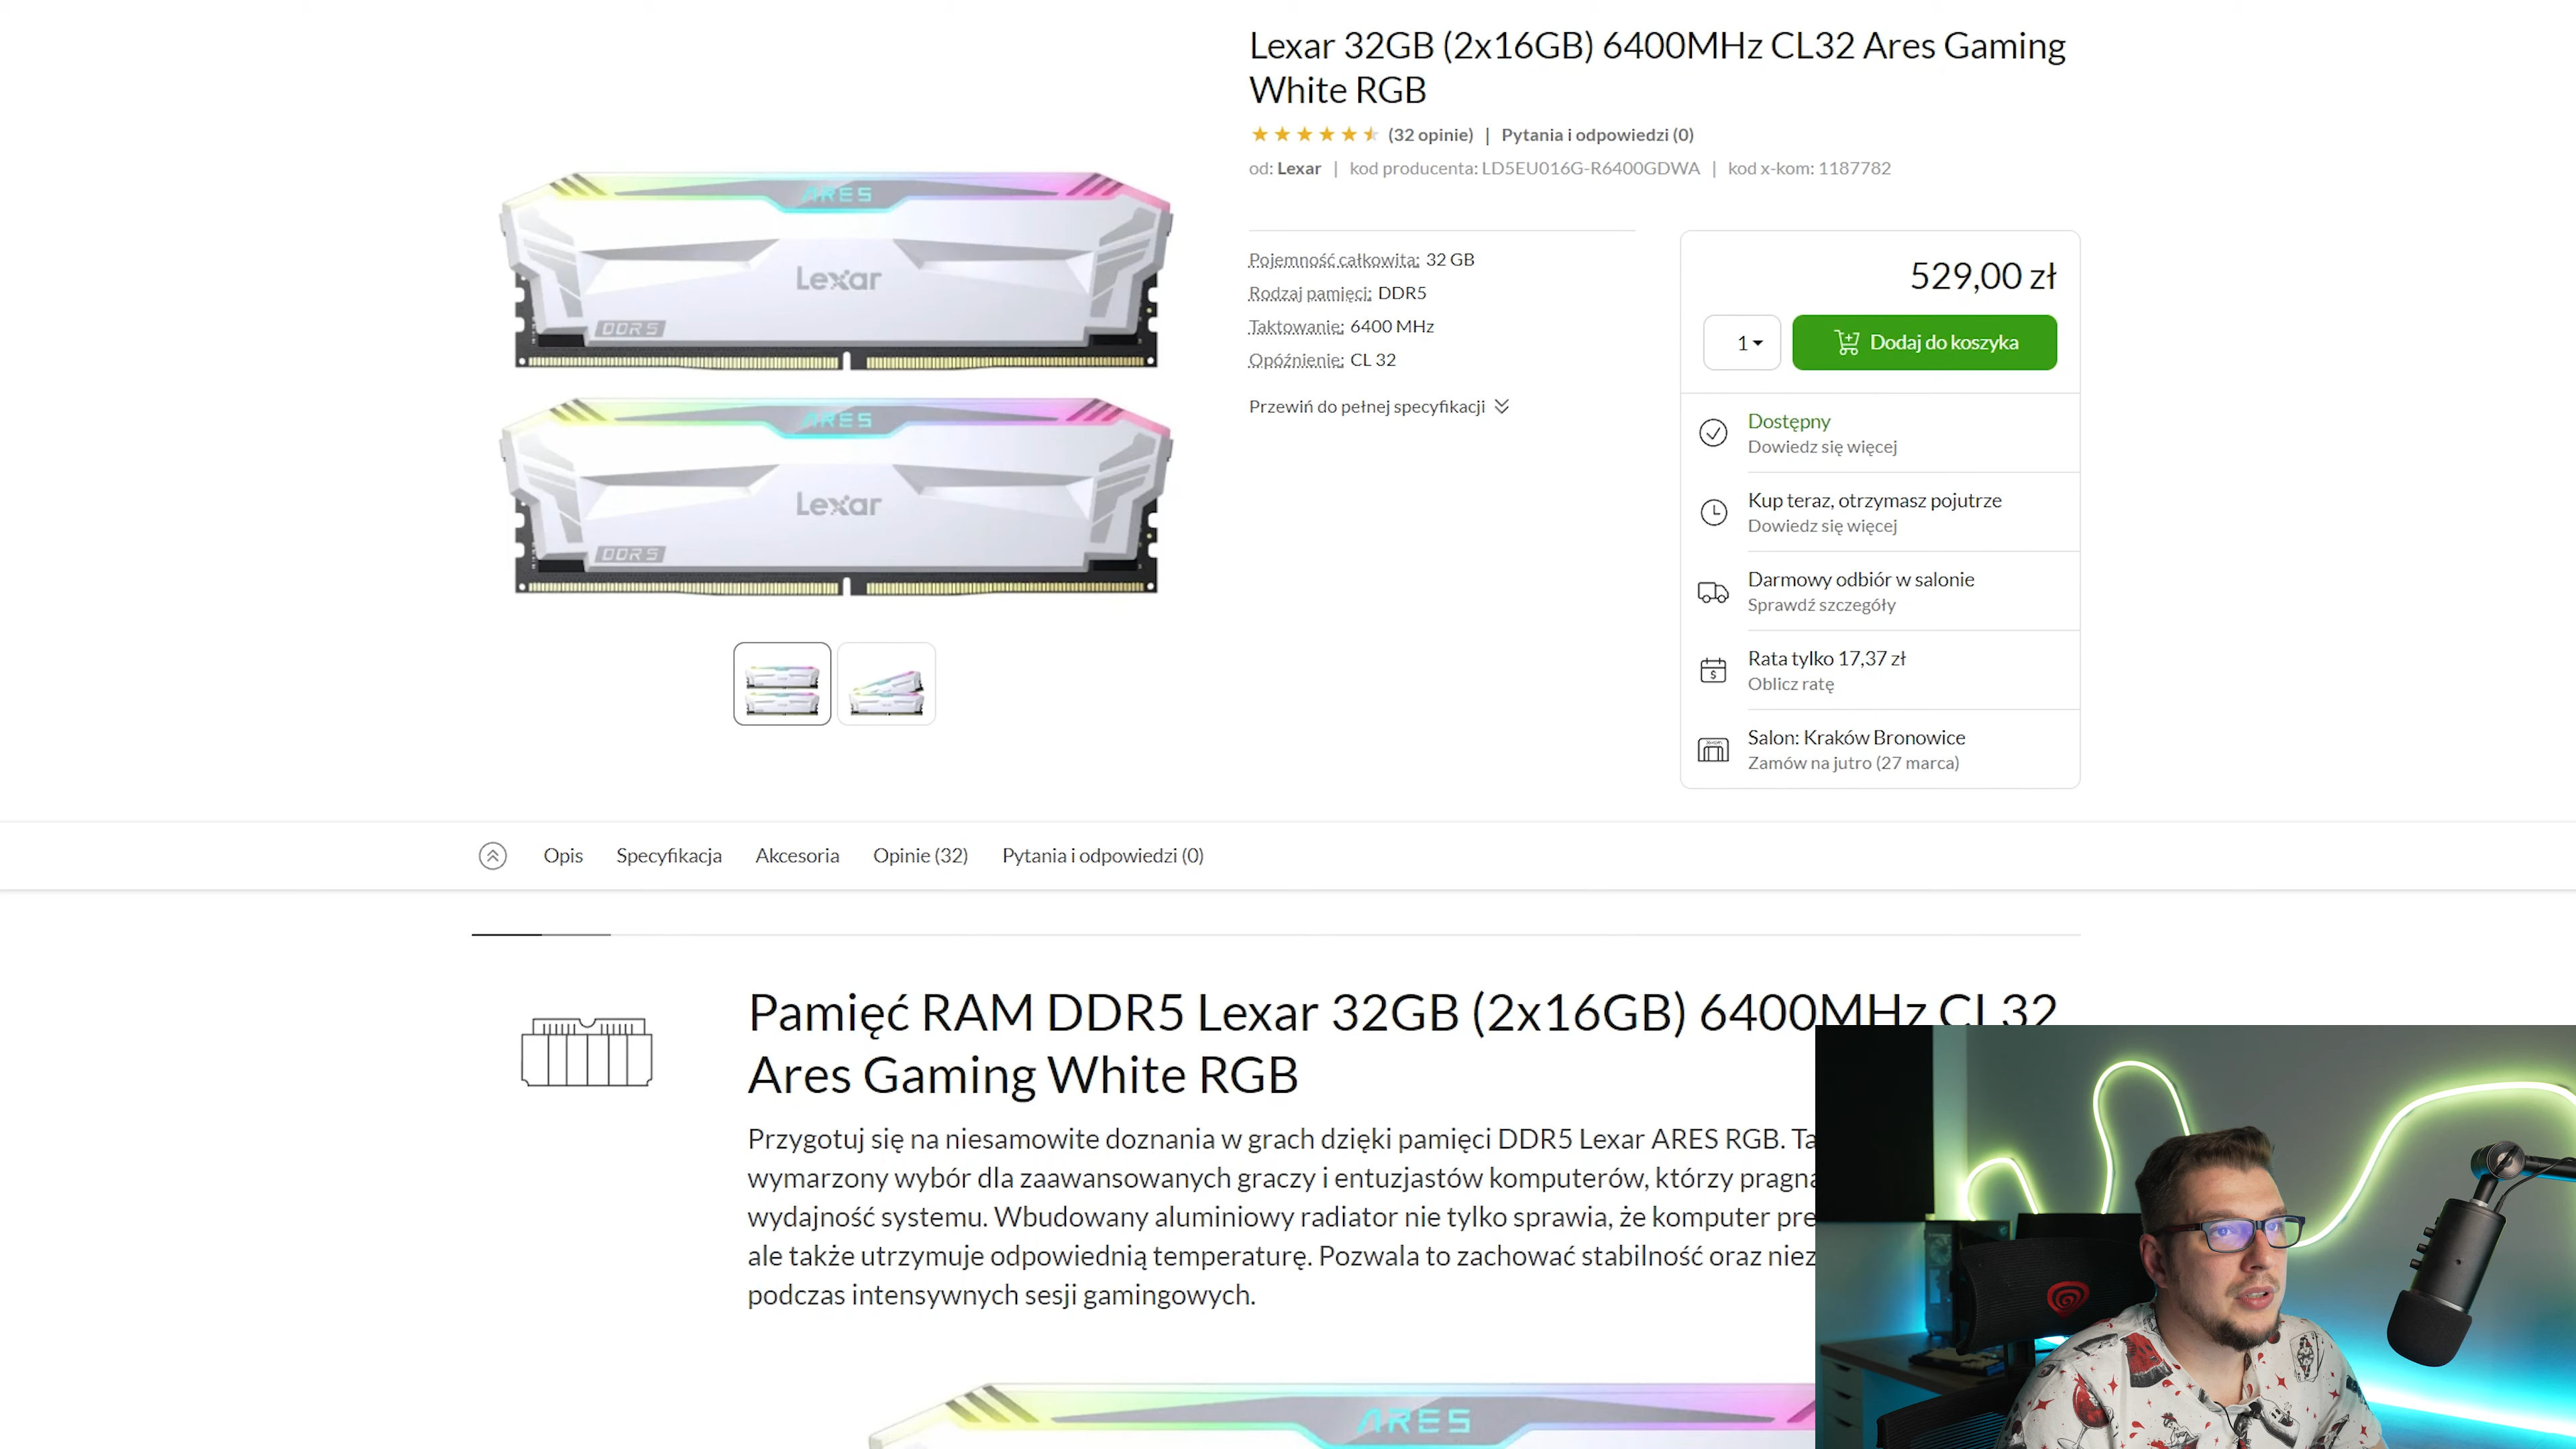 Lexar 32GB (2x16GB) 6400MHz CL32 Ares Gaming
White RGB
(32 opinie) | Pytania i odpowiedzi (0)
od: Lexar | kod producenta: LD5EU016G-R6400GDWA | kod x-kom: 1187782
ARES
Lexar
DDR5
ARES
Lexar
DDR5
Pojemność całkowita: 32 GB
Rodzaj pamięci: DDR5
Taktowanie: 6400 MHz
Opóźnienie: CL 32
Przewiń do pełnej specyfikacji
529,00 zł
1
Dodaj do koszyka
Dostępny
Dowiedz się więcej
Kup teraz, otrzymasz pojutrze
Dowiedz się więcej
Darmowy odbiór w salonie
Sprawdź szczegóły
Rata tylko 17,37 zł
Oblicz ratę
Salon: Kraków Bronowice
Zamów na jutro (27 marca)
Opis
Specyfikacja
Akcesoria
Opinie (32)
Pytania i odpowiedzi (0)
Pamięć RAM DDR5 Lexar 32GB (2x16GB) 6400MHz CL32
Ares Gaming White RGB
Przygotuj się na niesamowite doznania w grach dzięki pamięci DDR5 Lexar ARES RGB. Ta
wymarzony wybór dla zaawansowanych graczy i entuzjastów komputerów, którzy pragną
wydajność systemu. Wbudowany aluminiowy radiator nie tylko sprawia, że komputer pre
ale także utrzymuje odpowiednią temperaturę. Pozwala to zachować stabilność oraz niez
podczas intensywnych sesji gamingowych.
ARES